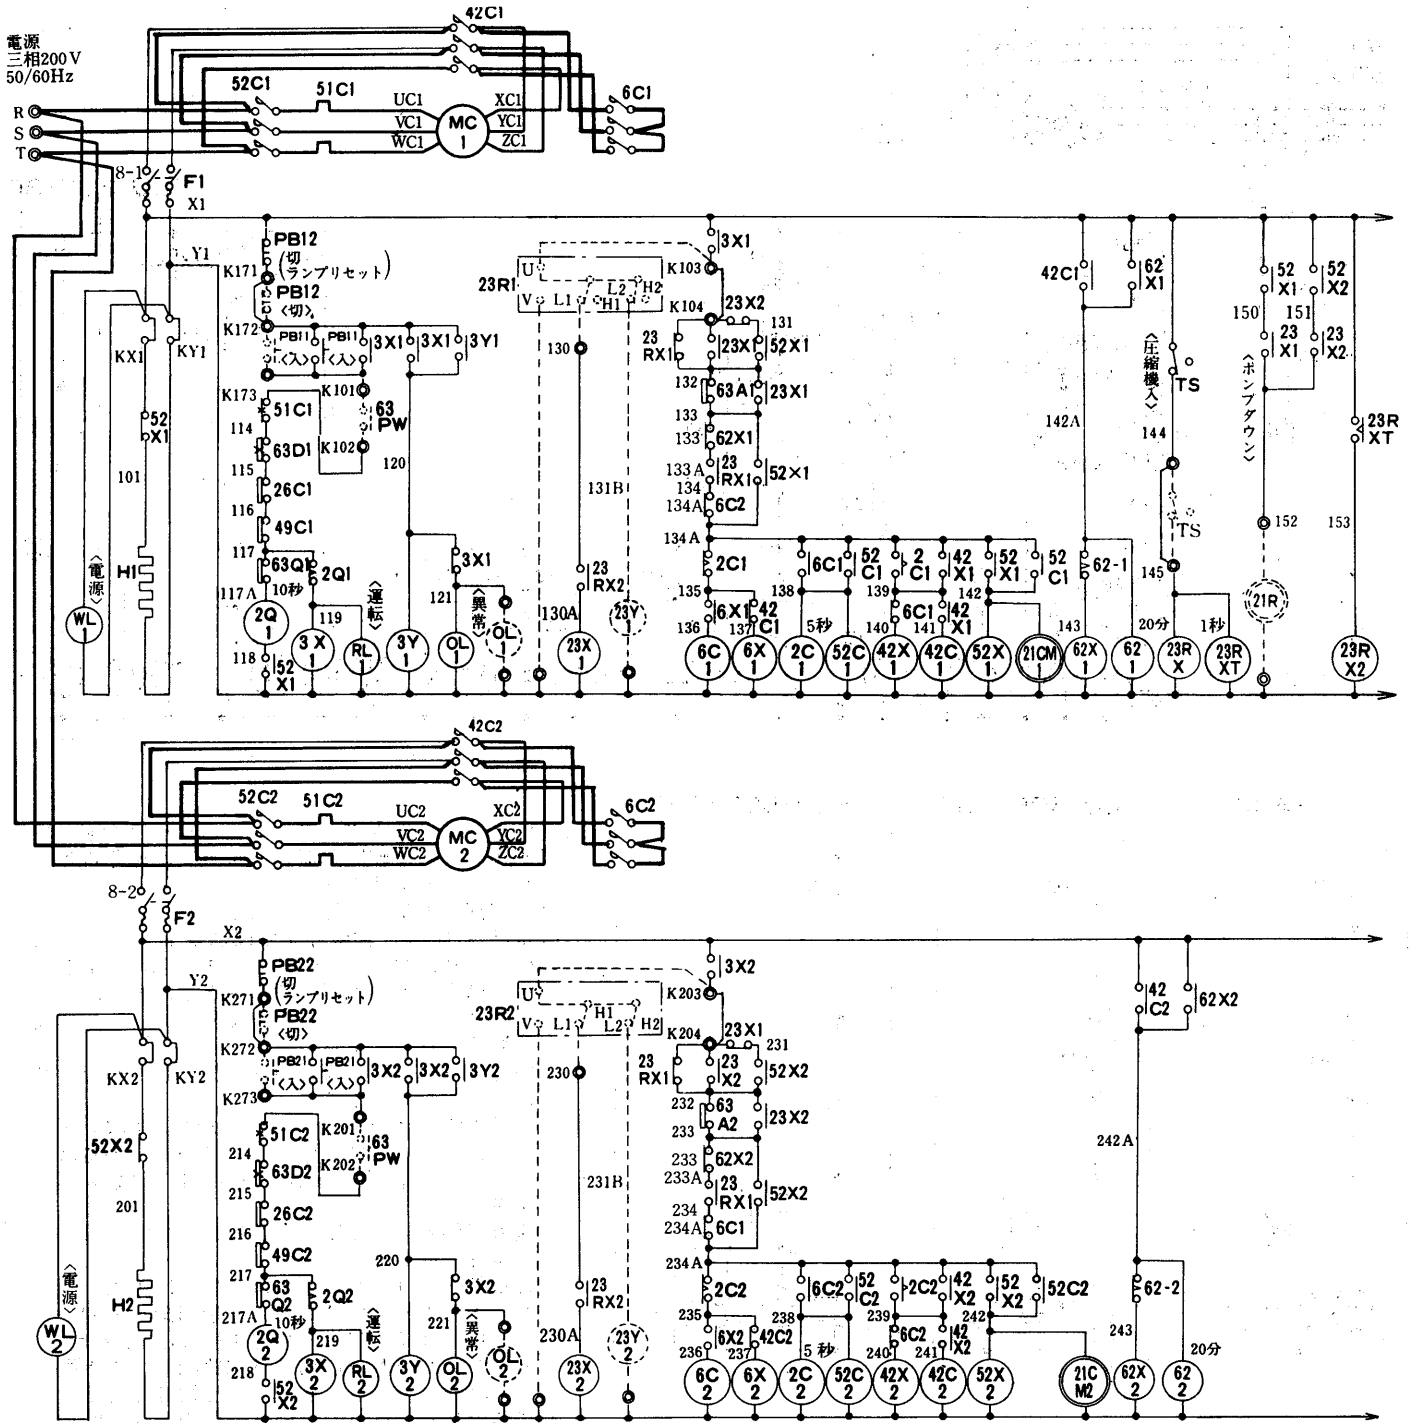 42C1
電源
三相200V
50/60Hz
52C1
51C1
6C1
R
S
T
UC1
VC1
WC1
MC
1
XC1
YC1
ZC1
8-1
F1
X1
Y1
PB12
(切
ランプリセット)
K171
PB12
〈切〉
K172
PB11
〈入〉
PB11
〈入〉
3X1
3X1
3Y1
K173
K101
63
PW
K102
51C1
114
63D1
115
26C1
116
49C1
117
63Q1
10秒
2Q1
117A
2Q
1
118
52
X1
119
3X
1
RL
1
〈運転〉
120
3Y
1
3X1
121
〈異常〉
OL
1
OL
1
KX1
KY1
52
X1
101
H1
〈電源〉
WL
1
23R1
U
V
L1
L2
H1
H2
130
131B
23
RX2
130A
23X
1
23Y
1
3X1
K103
K104
23X2
131
23
RX1
23X1
52X1
132
63A1
23X1
133
133
62X1
133A
23
RX1
52X1
134
134A
6C2
134A
2C1
6C1
52
C1
2
C1
42
X1
52
X1
52
C1
135
138
139
142
6X1
42
C1
5秒
6C1
42
X1
136
137
140
141
6C
1
6X
1
2C
1
52C
1
42X
1
42C
1
52X
1
21CM
1
42C1
62
X1
142A
62-1
143
20分
62X
1
62
1
〈圧縮機入〉
TS
144
TS
145
1秒
23R
X
23R
XT
52
X1
52
X2
150
151
23
X1
23
X2
〈ポンプダウン〉
152
21R
23R
XT
153
23R
X2
42C2
52C2
51C2
6C2
UC2
VC2
WC2
MC
2
XC2
YC2
ZC2
8-2
F2
X2
Y2
PB22
(切
ランプリセット)
K271
PB22
〈切〉
K272
PB21
〈入〉
PB21
〈入〉
3X2
3X2
3Y2
K273
K201
63
PW
K202
51C2
214
63D2
215
26C2
216
49C2
217
63
Q2
10秒
2Q2
217A
2Q
2
218
52
X2
219
3X
2
RL
2
〈運転〉
220
3Y
2
3X2
221
〈異常〉
OL
2
OL
2
KX2
KY2
52X2
201
H2
〈電源〉
WL
2
23R2
U
V
L1
H1
L2
H2
230
231B
23
RX2
230A
23X
2
23Y
2
3X2
K203
K204
23X1
231
23
RX1
23
X2
52X2
232
63
A2
23X2
233
233
62X2
233A
23
RX1
52X2
234
234A
6C1
234A
2C2
6C2
52
C2
2C2
42
X2
52
X2
52C2
235
238
239
242
6X2
42C2
5秒
6C2
42
X2
236
237
240
241
6C
2
6X
2
2C
2
52C
2
42X
2
42C
2
52X
2
21C
M2
42
C2
62X2
242A
62-2
243
20分
62X
2
62
2